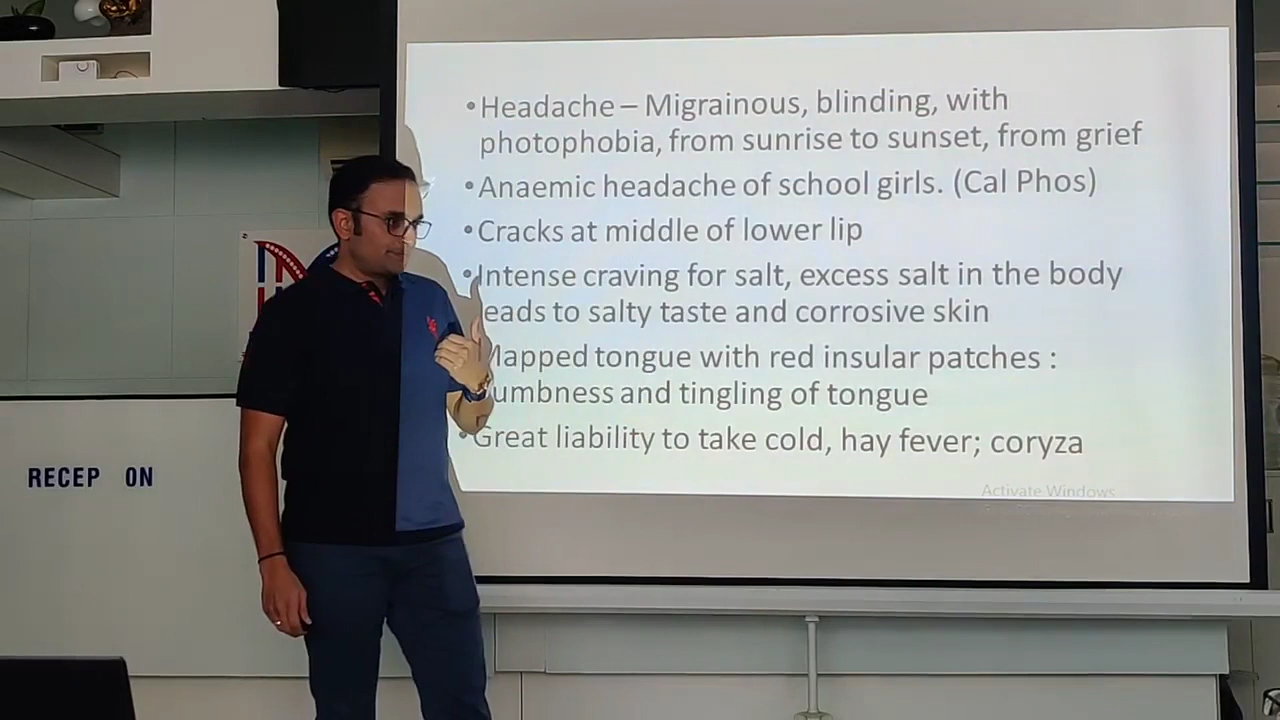 •Headache – Migrainous, blinding, with
photophobia, from sunrise to sunset, from grief
•Anaemic headache of school girls. (Cal Phos)
•Cracks at middle of lower lip
•Intense craving for salt, excess salt in the body
eads to salty taste and corrosive skin
Mapped tongue with red insular patches :
umbness and tingling of tongue
•Great liability to take cold, hay fever; coryza
Activate Windows
RECEP ON